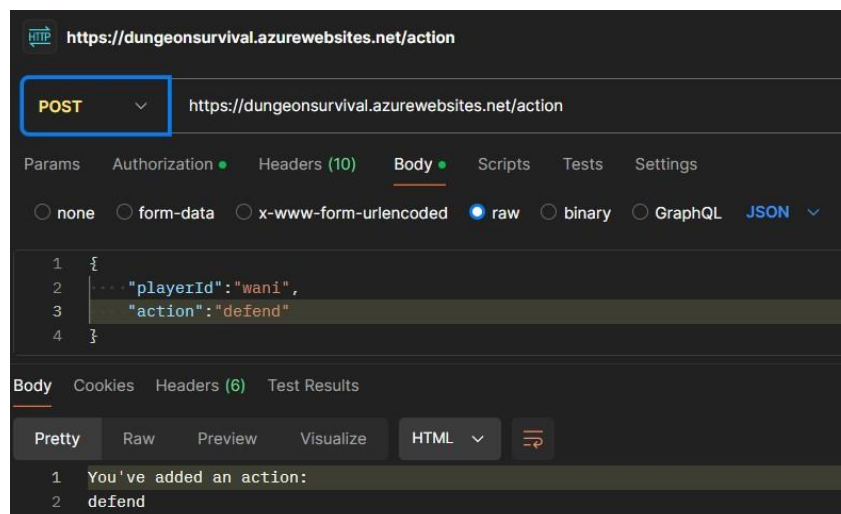 HTTP https://dungeonsurvival.azurewebsites.net/action
POST https://dungeonsurvival.azurewebsites.net/action
Params Authorization Headers (10) Body Scripts Tests Settings
none form-data x-www-form-urlencoded raw binary GraphQL JSON
1 {
2 "playerId":"wani",
3 "action":"defend"
4 }
Body Cookies Headers (6) Test Results
Pretty Raw Preview Visualize HTML
1 You've added an action:
2 defend